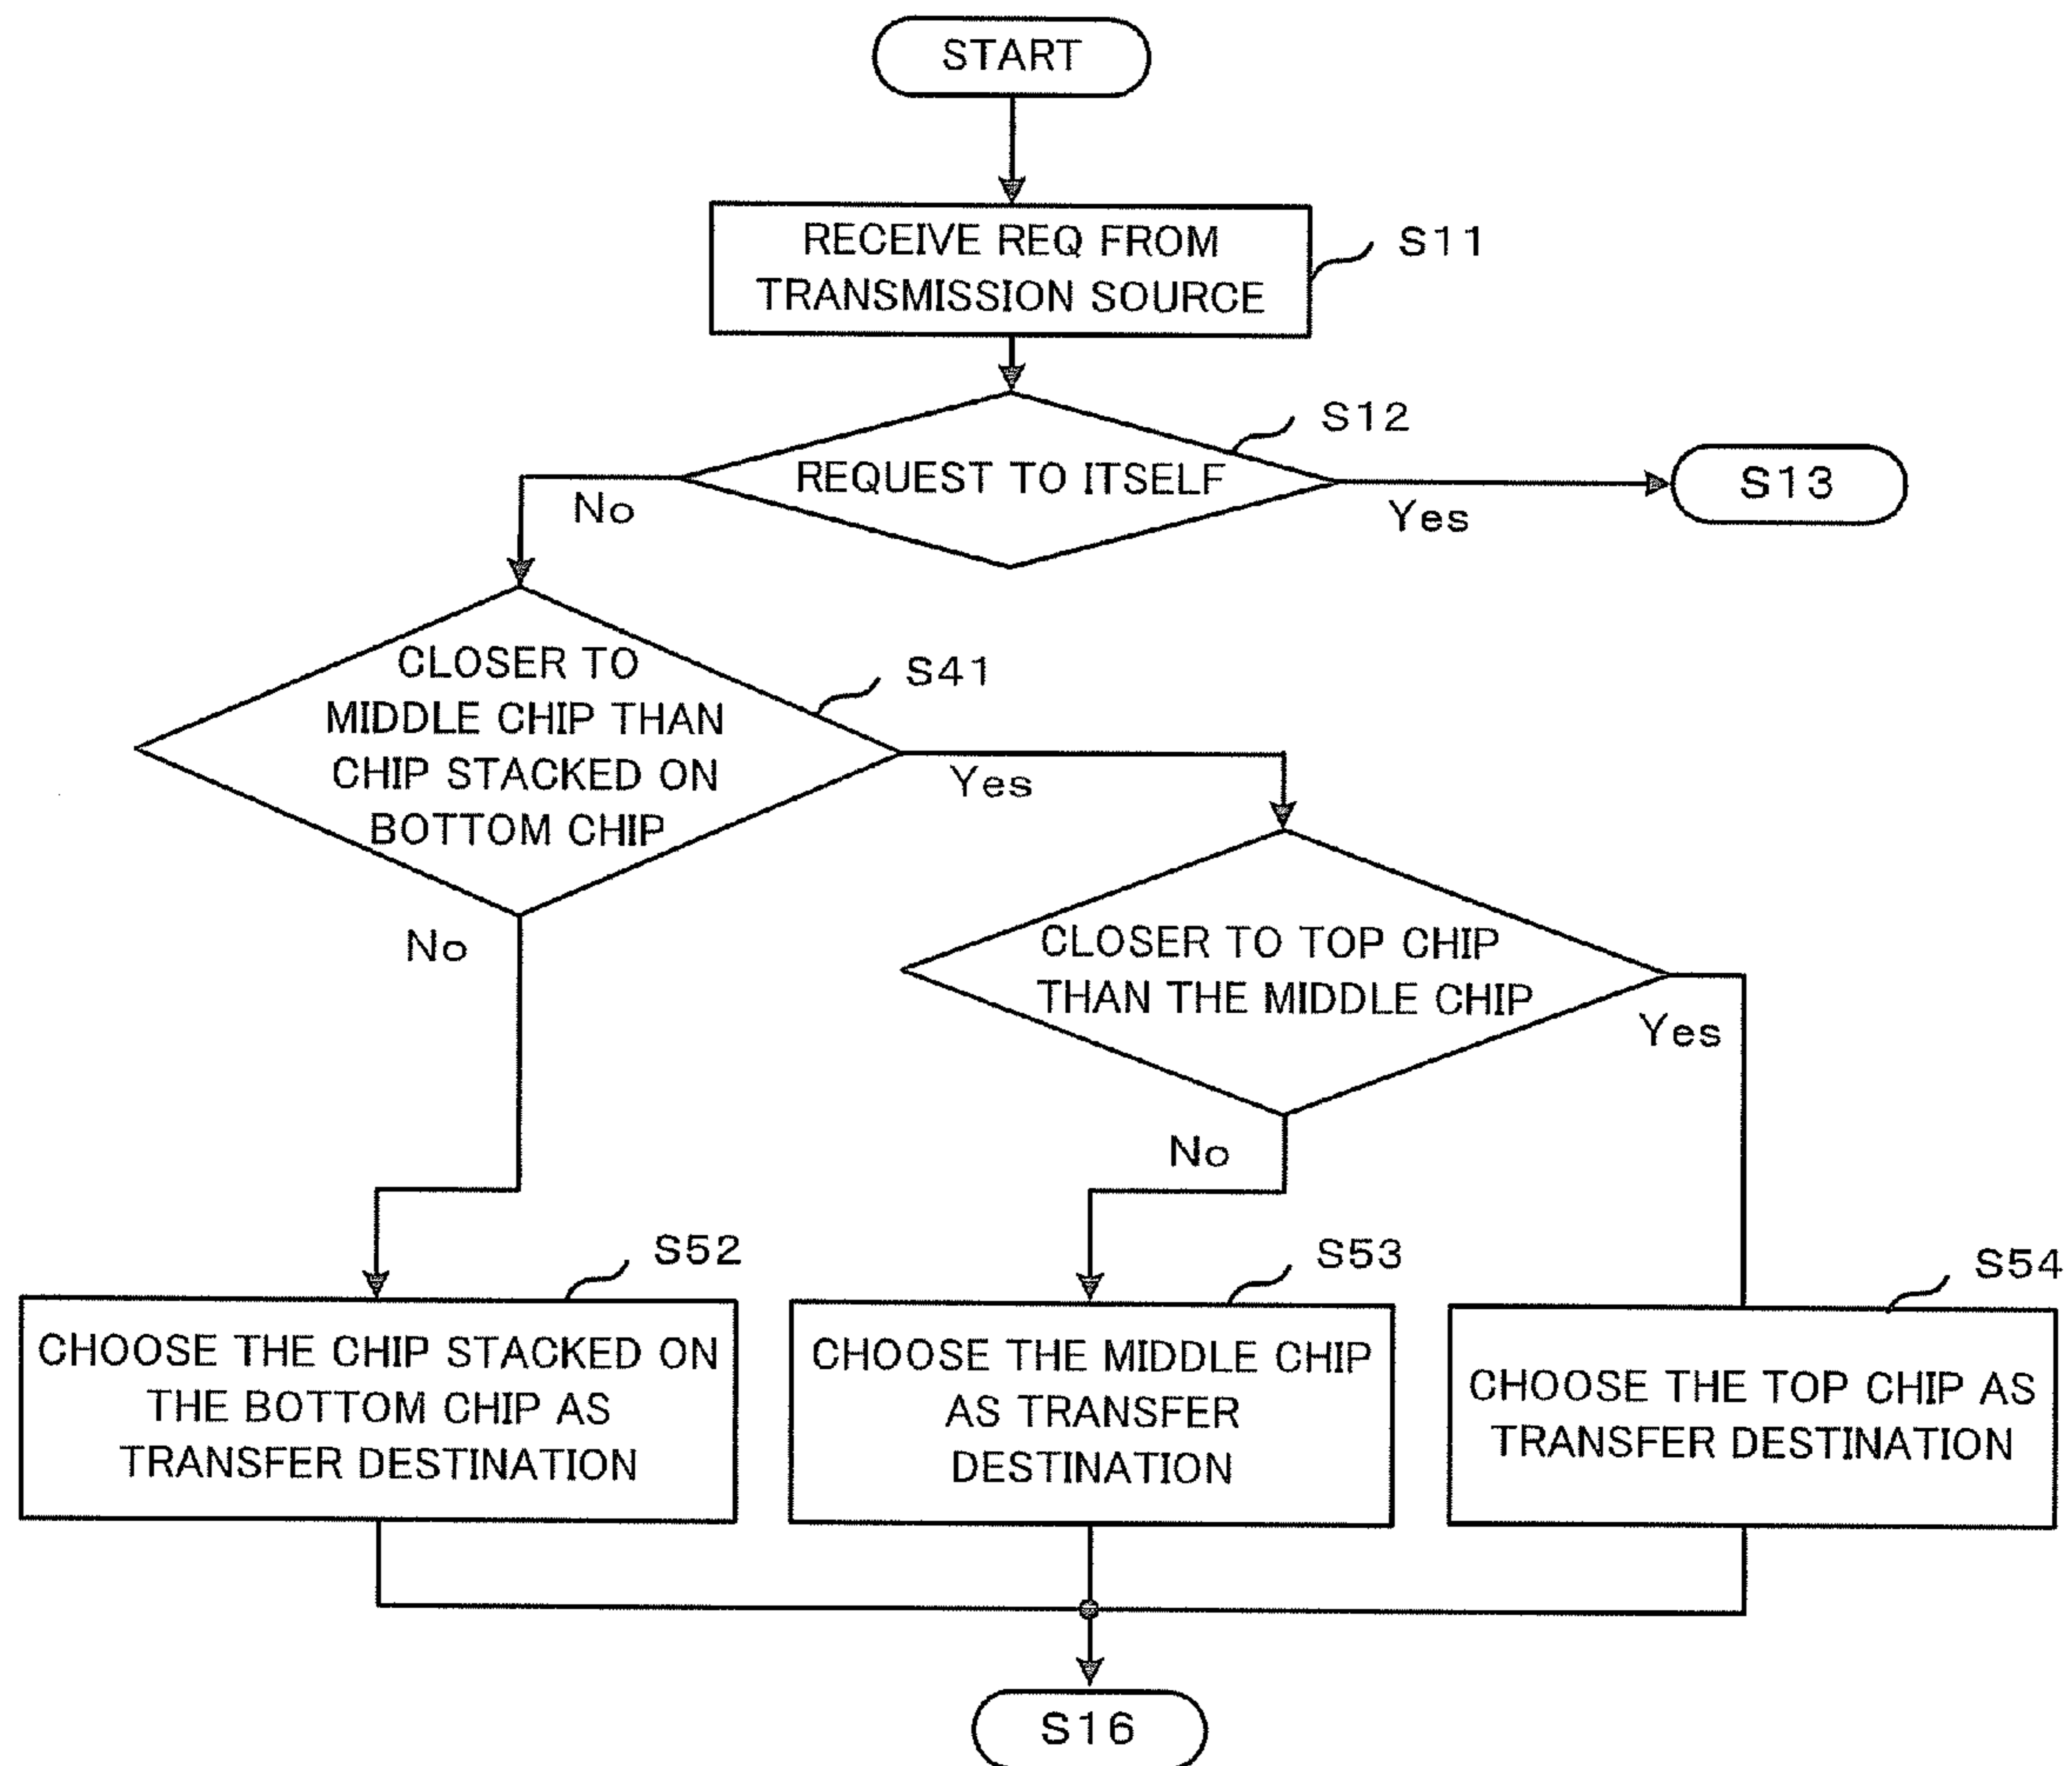 START
RECEIVE REQ FROM
TRANSMISSION SOURCE
S11
S12
REQUEST TO ITSELF
S13
No
Yes
CLOSER TO
MIDDLE CHIP THAN
CHIP STACKED ON
BOTTOM CHIP
S41
Yes
No
CLOSER TO TOP CHIP
THAN THE MIDDLE CHIP
Yes
No
S52
CHOOSE THE CHIP STACKED ON
THE BOTTOM CHIP AS
TRANSFER DESTINATION
S53
CHOOSE THE MIDDLE CHIP
AS TRANSFER
DESTINATION
S54
CHOOSE THE TOP CHIP AS
TRANSFER DESTINATION
S16